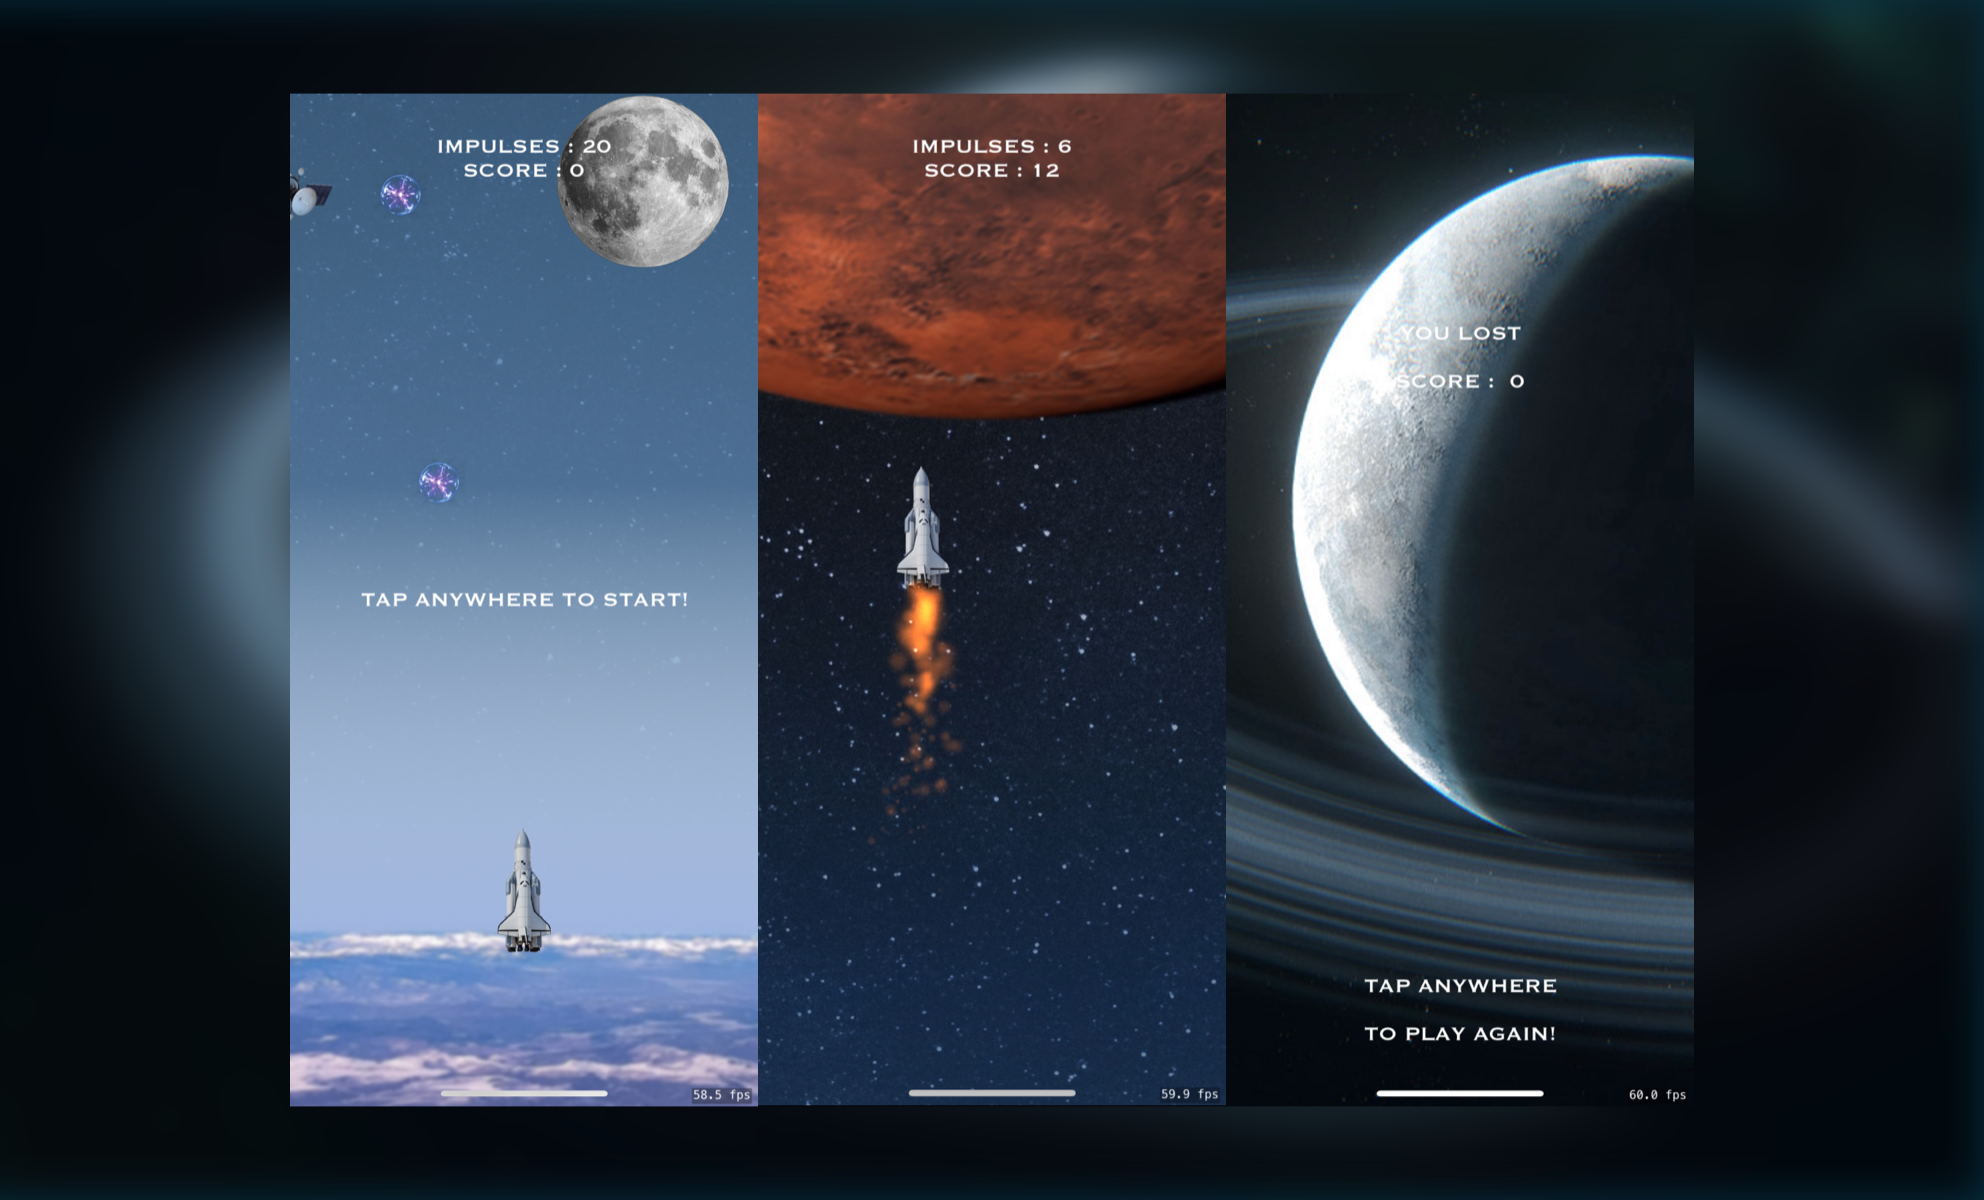 IMPULSES : 20
SCORE : 0
TAP ANYWHERE TO START!
58.5 fps
IMPULSES : 6
SCORE : 12
59.9 fps
YOU LOST
SCORE : 0
TAP ANYWHERE
TO PLAY AGAIN!
60.0 fps